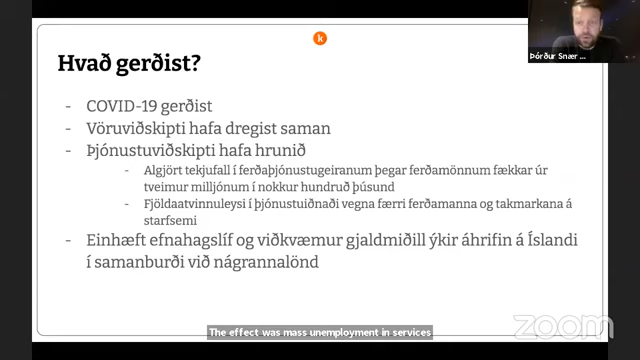 k
Þórður Snær ...
Hvað gerðist?
- COVID-19 gerðist
- Vöruviðskipti hafa dregist saman
- Þjónustuviðskipti hafa hrunið
- Algjört tekjufall í ferðaþjónustugeiranum þegar ferðamönnum fækkar úr
tveimur milljónum í nokkur hundruð þúsund
- Fjöldaatvinnuleysi í þjónustuiðnaði vegna færri ferðamanna og takmarkana á
starfsemi
- Einhæft efnahagslíf og viðkvæmur gjaldmiðill ýkir áhrifin á Íslandi
í samanburði við nágrannalönd
The effect was mass unemployment in services
zoom